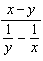 x − y
1/y − 1/x